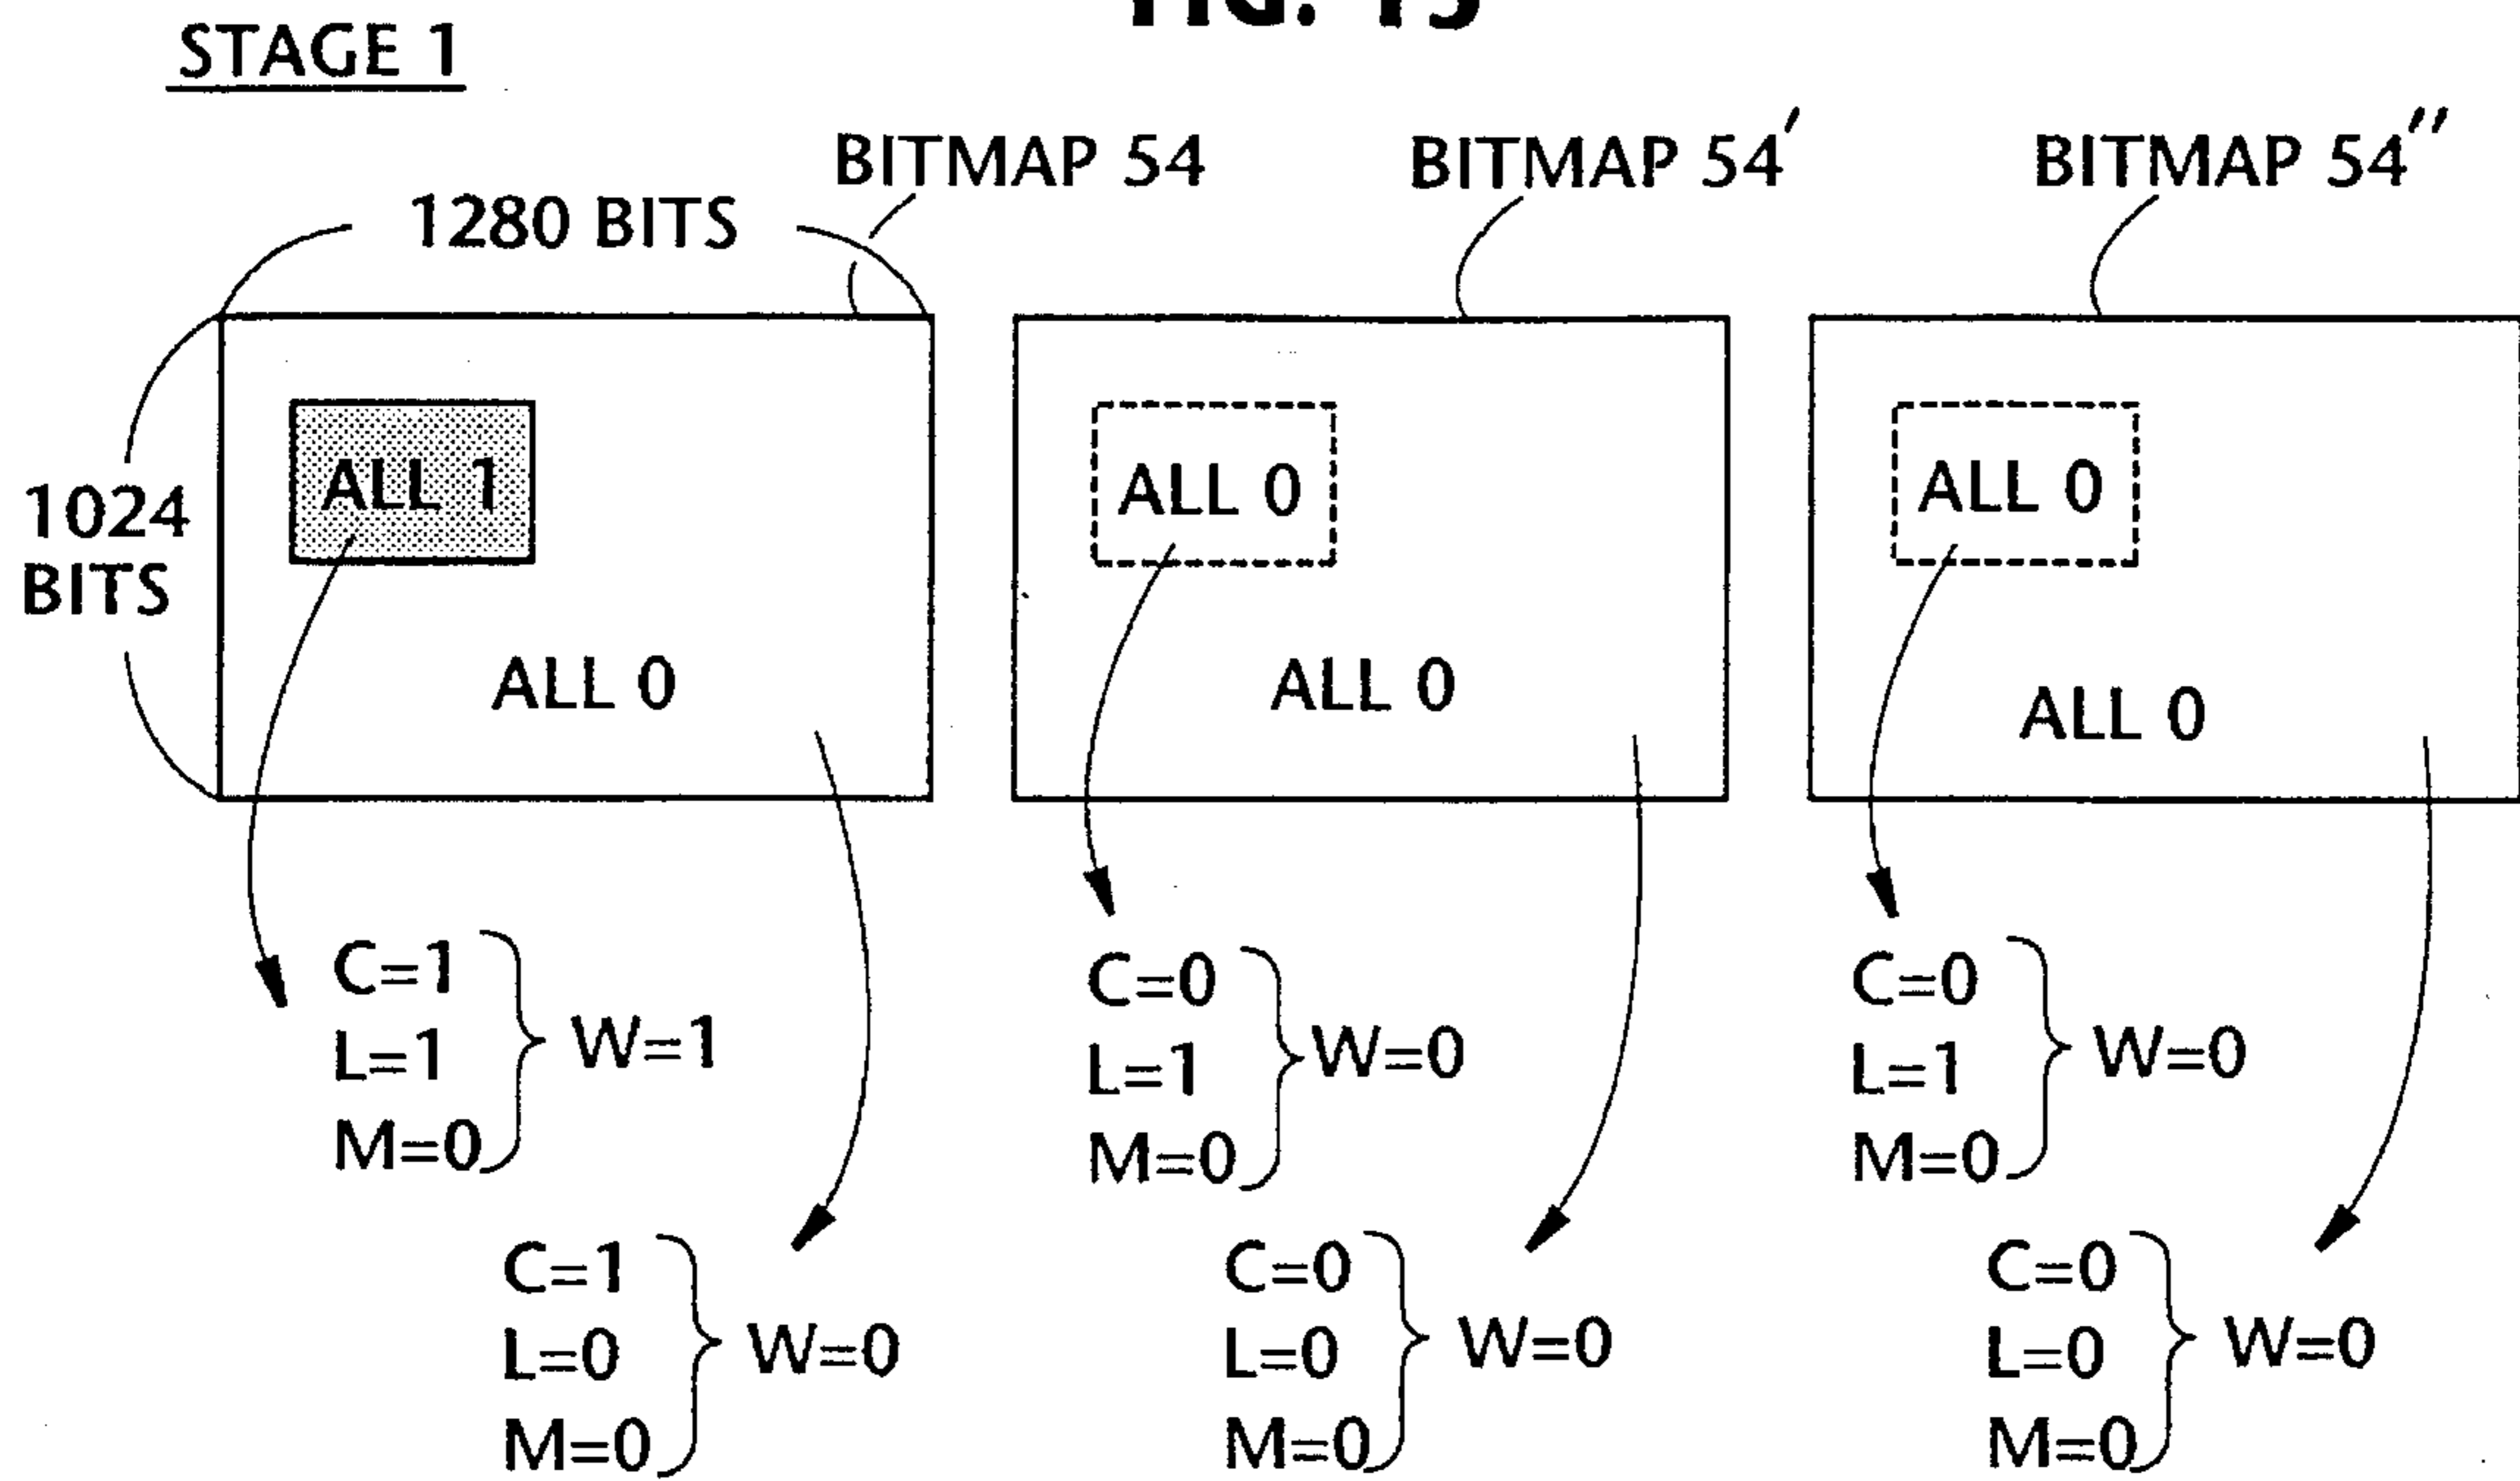 FIG. 13
STAGE 1
BITMAP 54
BITMAP 54′
BITMAP 54″
1280 BITS
1024
BITS
ALL 1
ALL 0
ALL 0
ALL 0
ALL 0
ALL 0
C=1
L=1
M=0
W=1
C=1
L=0
M=0
W=0
C=0
L=1
M=0
W=0
C=0
L=0
M=0
W=0
C=0
L=1
M=0
W=0
C=0
L=0
M=0
W=0